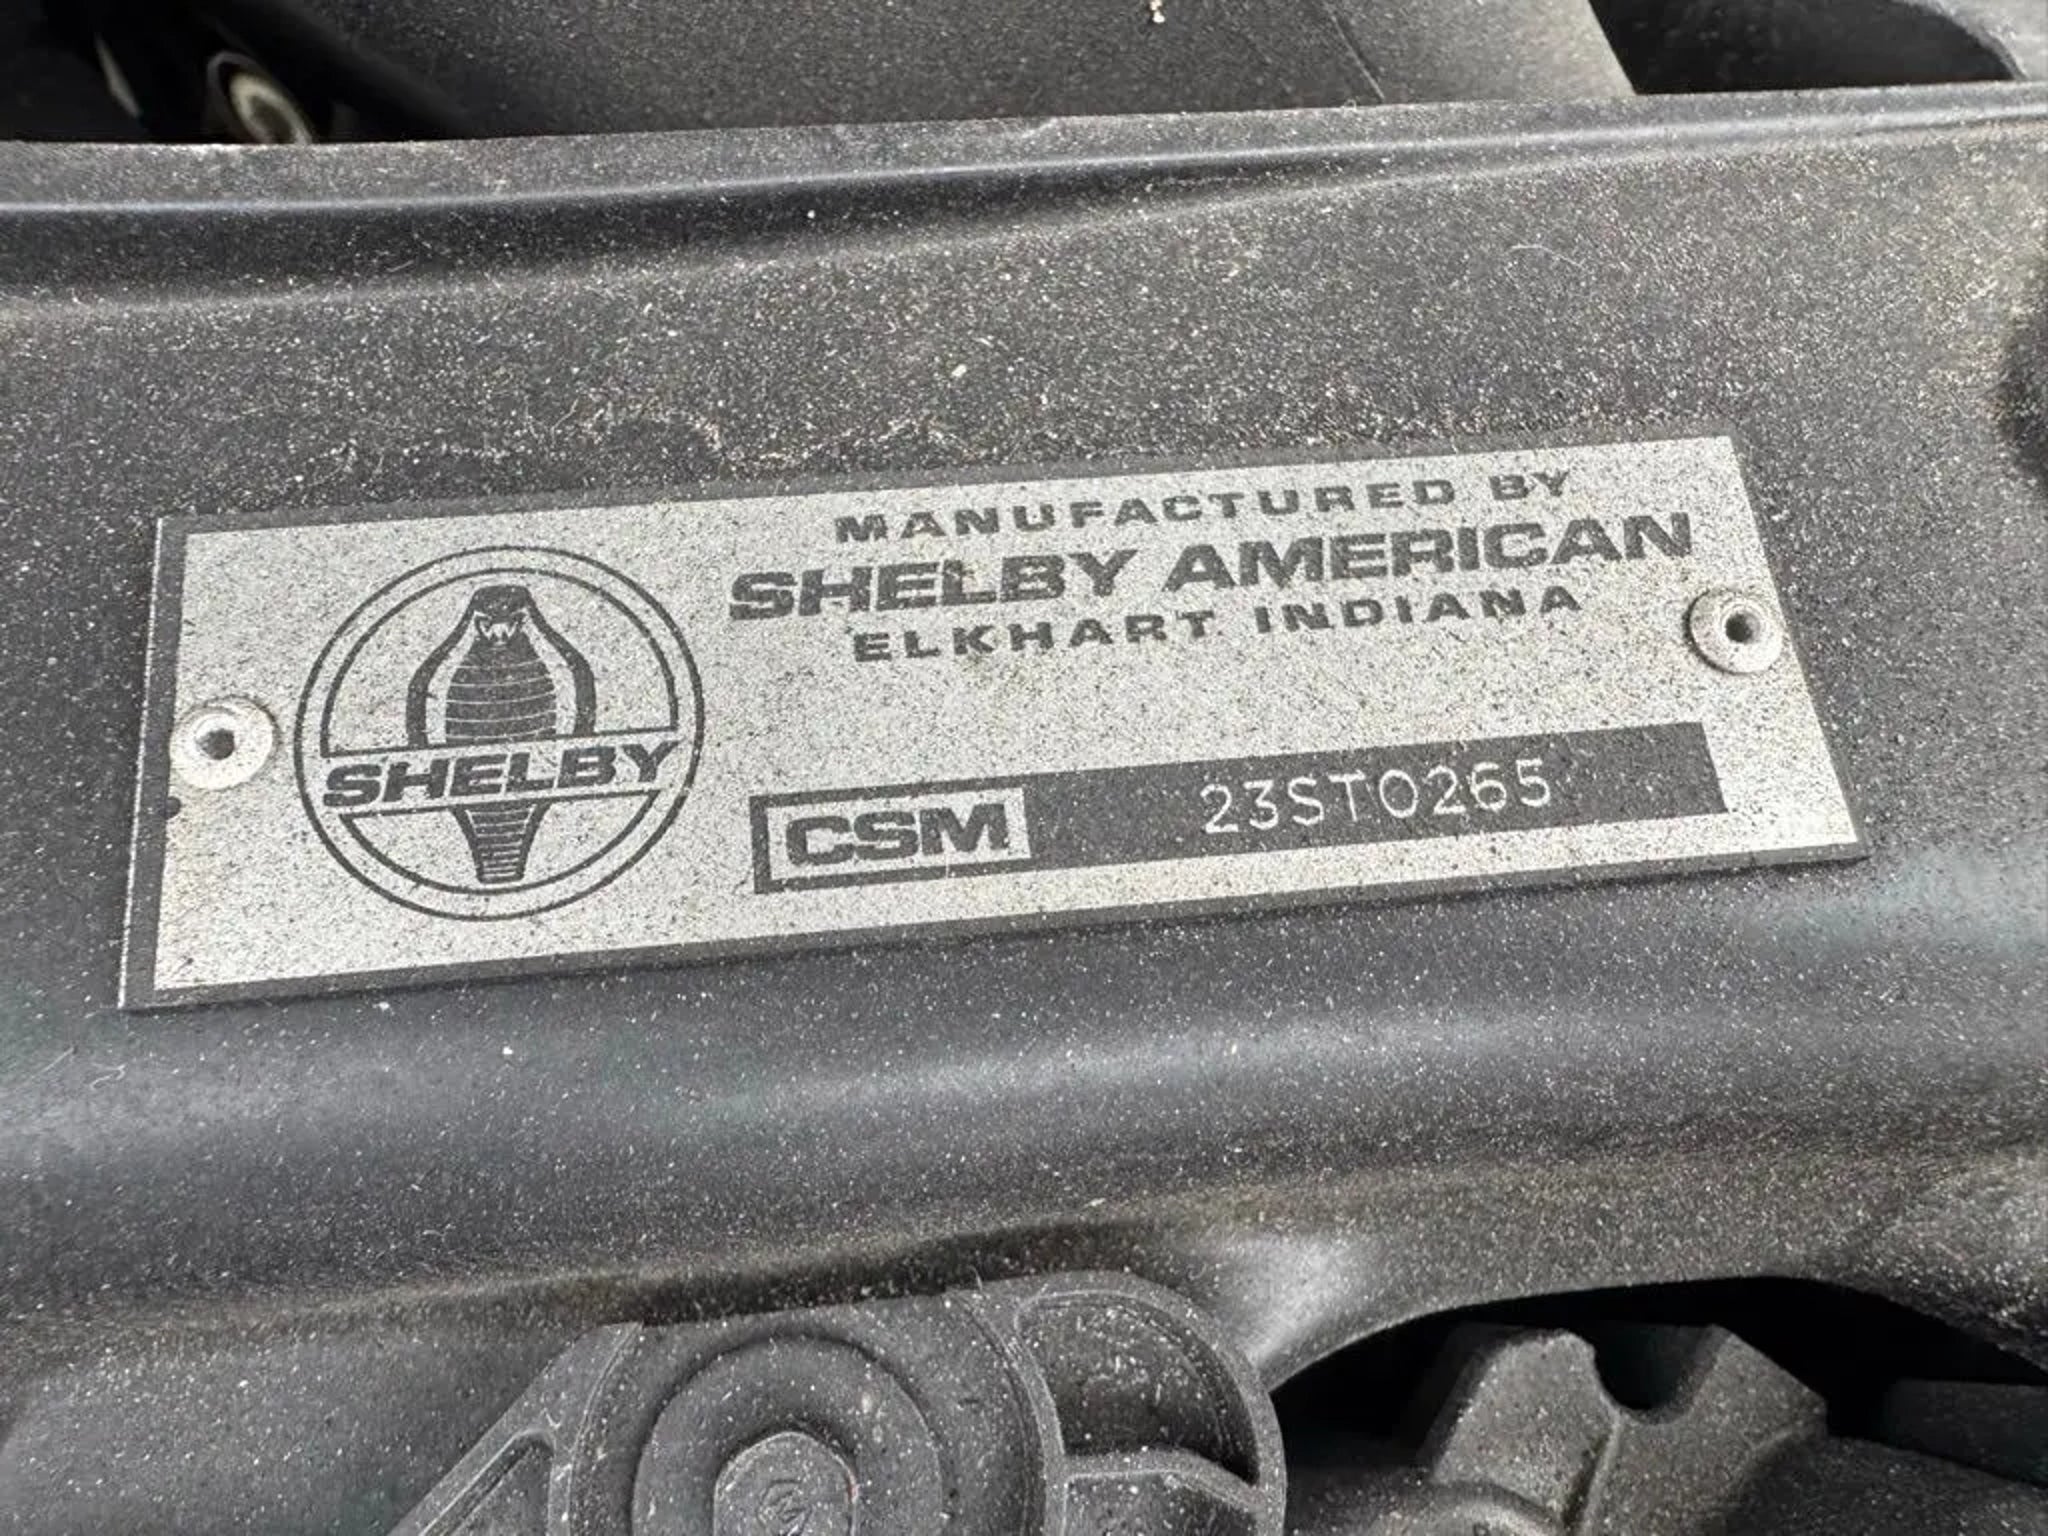 MANUFACTURED BY
SHELBY AMERICAN
ELKHART INDIANA
SHELBY
CSM 23ST0265